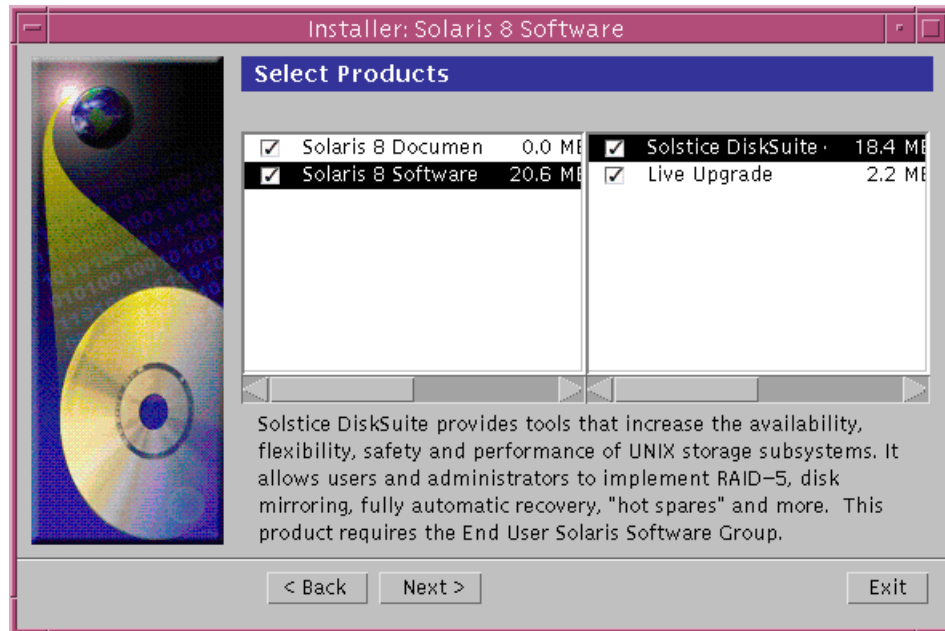 Installer: Solaris 8 Software
Select Products
Solaris 8 Documen 0.0 MB
Solaris 8 Software 20.6 MB
Solstice DiskSuite 18.4 MB
Live Upgrade 2.2 MB
Solstice DiskSuite provides tools that increase the availability,
flexibility, safety and performance of UNIX storage subsystems. It
allows users and administrators to implement RAID-5, disk
mirroring, fully automatic recovery, "hot spares" and more. This
product requires the End User Solaris Software Group.
< Back Next > Exit